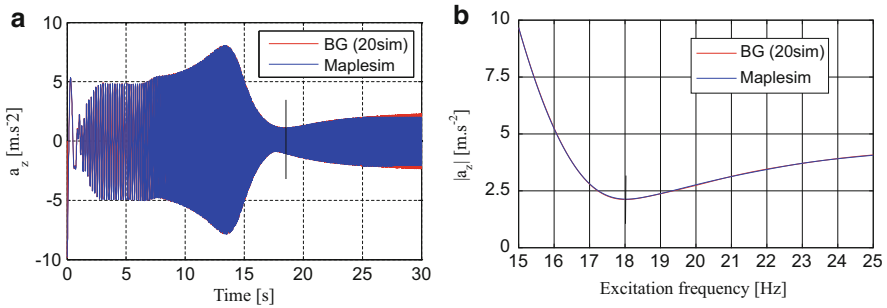 a
a_z [m.s^-2]
10
5
0
-5
-10
BG (20sim)
Maplesim
0
5
10
15
20
25
30
Time [s]
b
|a_z| [m.s^-2]
10
7.5
5
2.5
0
BG (20sim)
Maplesim
15
16
17
18
19
20
21
22
23
24
25
Excitation frequency [Hz]